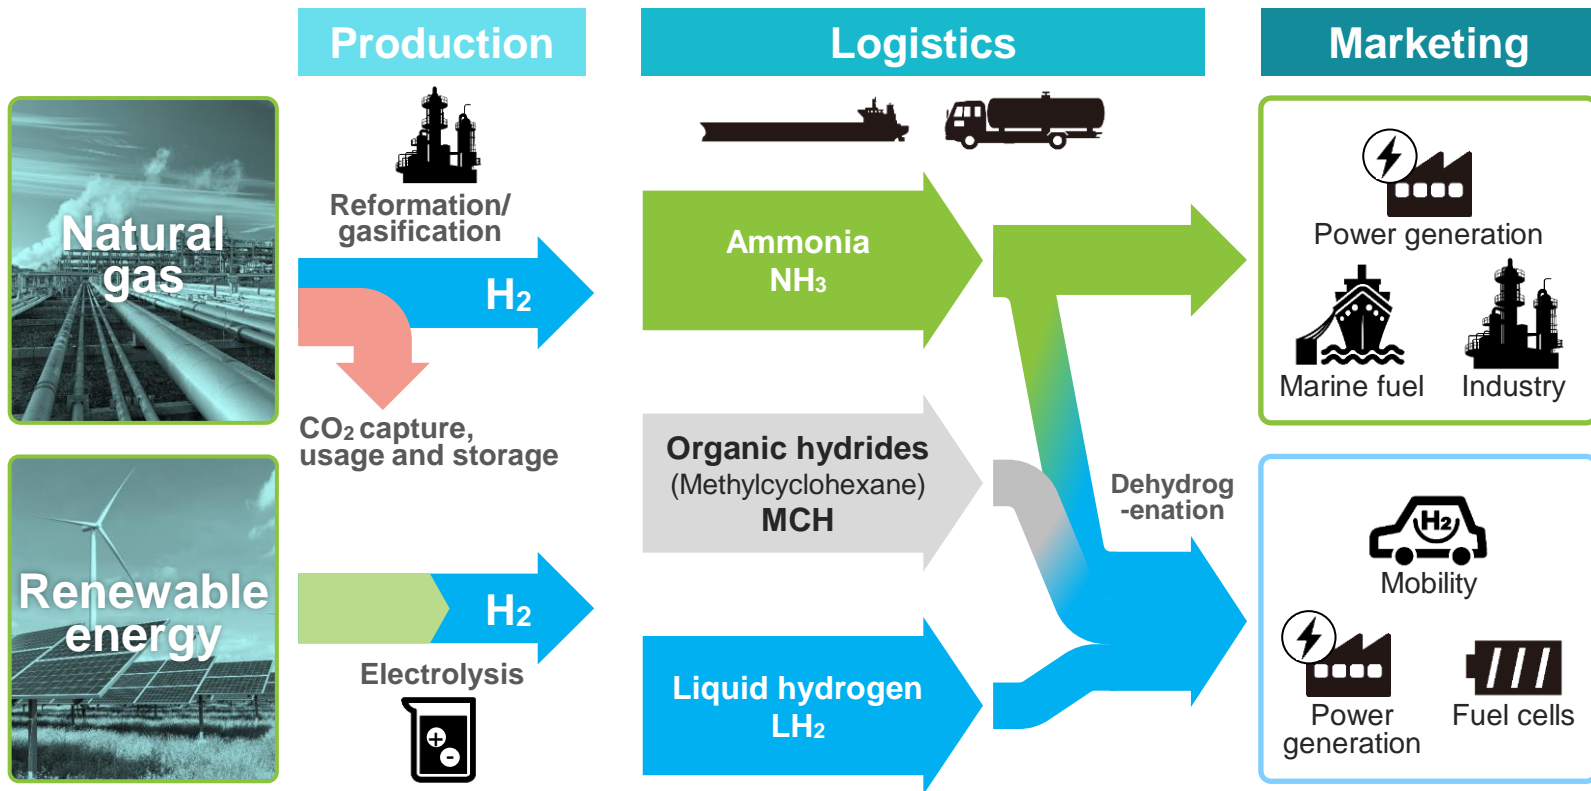 Production
Logistics
Marketing
Natural
gas
Reformation/
gasification
H2
CO2 capture,
usage and storage
Renewable
energy
H2
Electrolysis
Ammonia
NH3
Organic hydrides
(Methylcyclohexane)
MCH
Liquid hydrogen
LH2
Dehydrog
-enation
Power generation
Marine fuel
Industry
H2
Mobility
Power
generation
Fuel cells